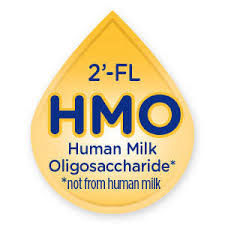 2’-FL
HMO
Human Milk
Oligosaccharide*
*not from human milk